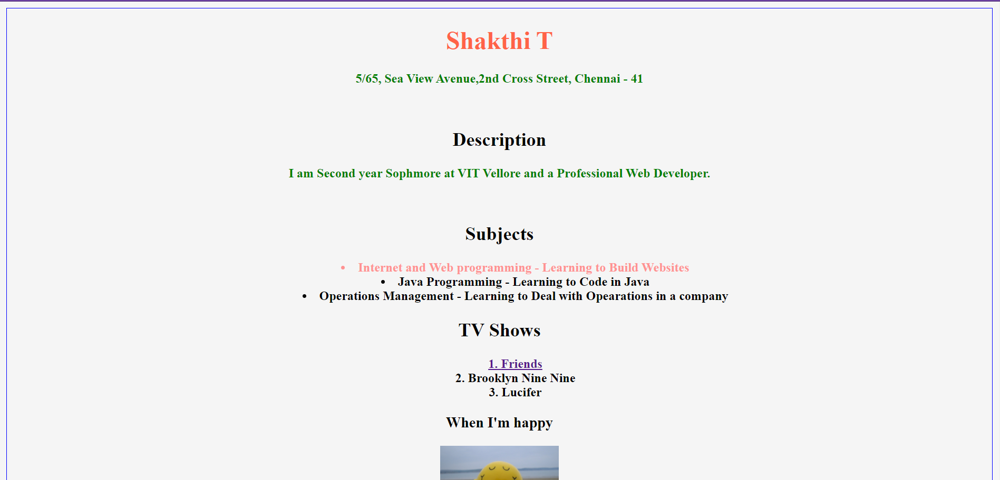 Shakthi T
5/65, Sea View Avenue,2nd Cross Street, Chennai - 41
Description
I am Second year Sophmore at VIT Vellore and a Professional Web Developer.
Subjects
• Internet and Web programming - Learning to Build Websites
• Java Programming - Learning to Code in Java
• Operations Management - Learning to Deal with Opearations in a company
TV Shows
1. Friends
2. Brooklyn Nine Nine
3. Lucifer
When I'm happy